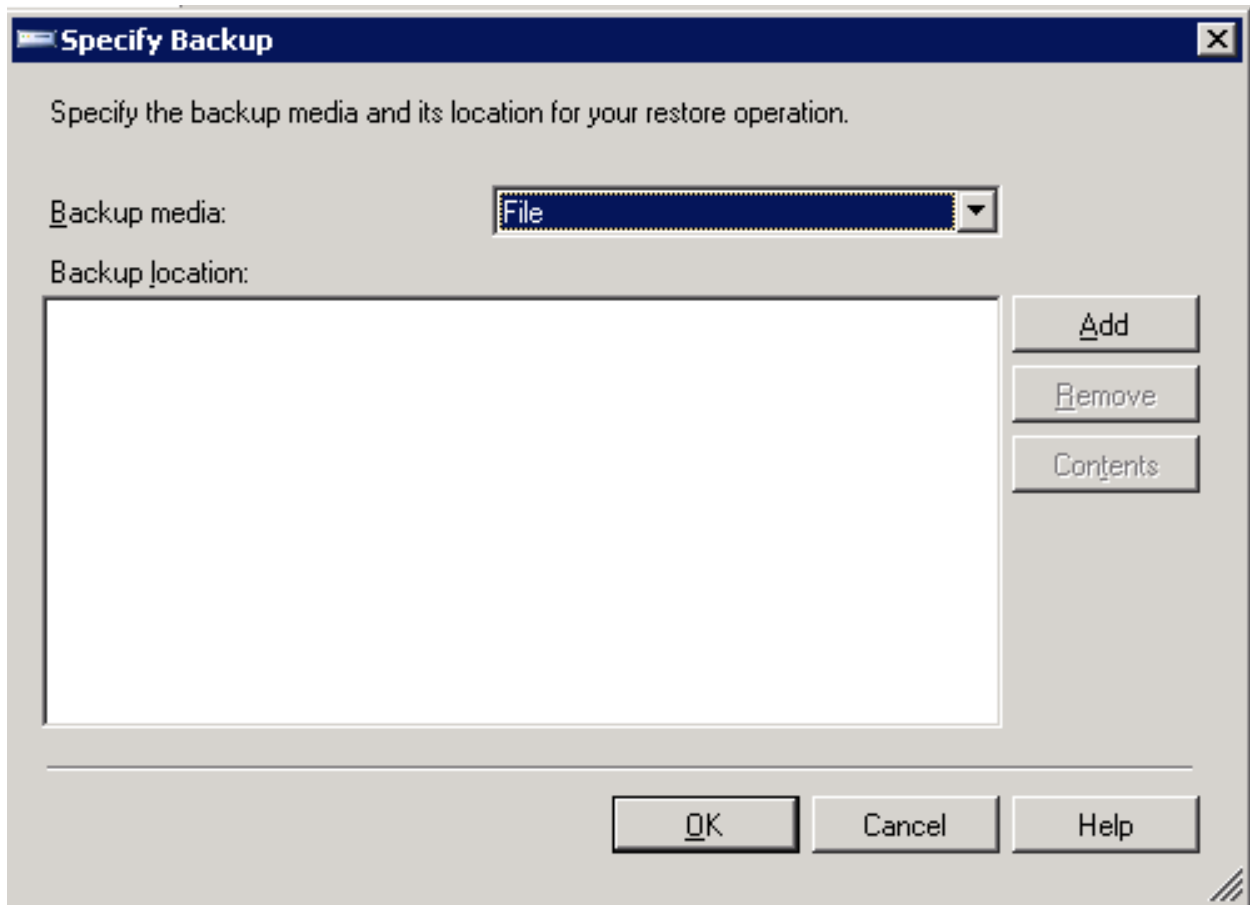 Specify Backup
Specify the backup media and its location for your restore operation.
Backup media:
File
Backup location:
Add
Remove
Contents
OK
Cancel
Help